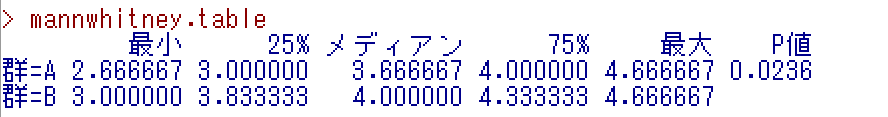 > mannwhitney.table
最小 25% メディアン 75% 最大 P値
群=A 2.666667 3.000000 3.666667 4.000000 4.666667 0.0236
群=B 3.000000 3.833333 4.000000 4.333333 4.666667